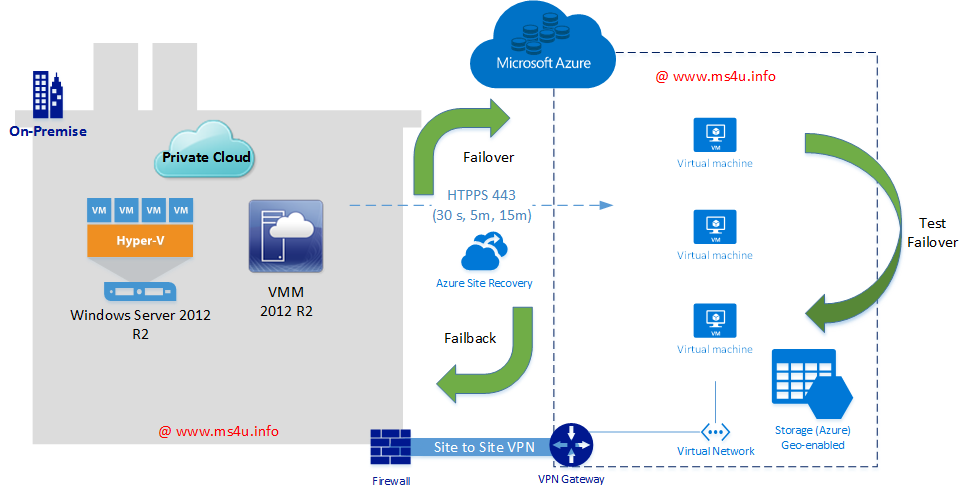 Microsoft Azure
@ www.ms4u.info
On-Premise
Private Cloud
VM VM VM VM
Hyper-V
Windows Server 2012
R2
VMM
2012 R2
Failover
HTPPS 443
(30 s, 5m, 15m)
Azure Site Recovery
Failback
VM
Virtual machine
Virtual machine
VM
Virtual machine
Test
Failover
Storage (Azure)
Geo-enabled
Virtual Network
@ www.ms4u.info
Site to Site VPN
Firewall
VPN Gateway